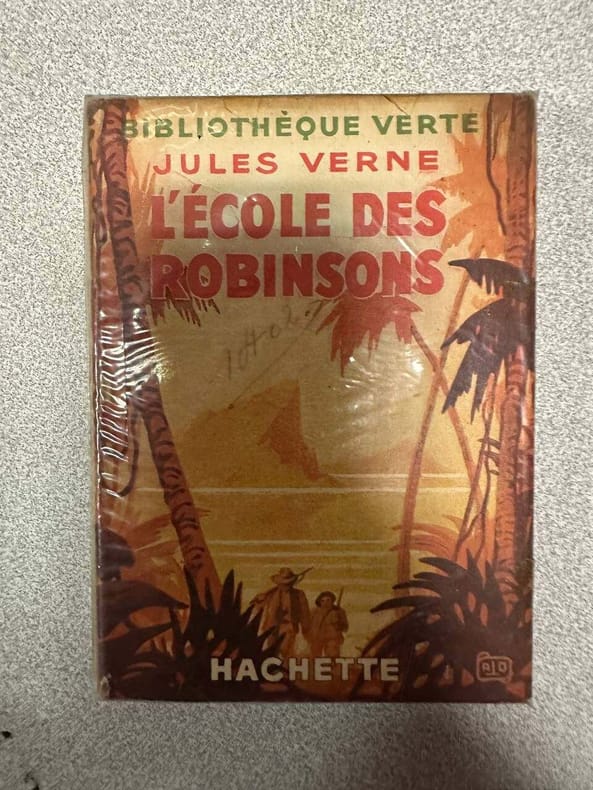 BIBLIOTHÈQUE VERTE
JULES VERNE
L'ÉCOLE DES
ROBINSONS
HACHETTE